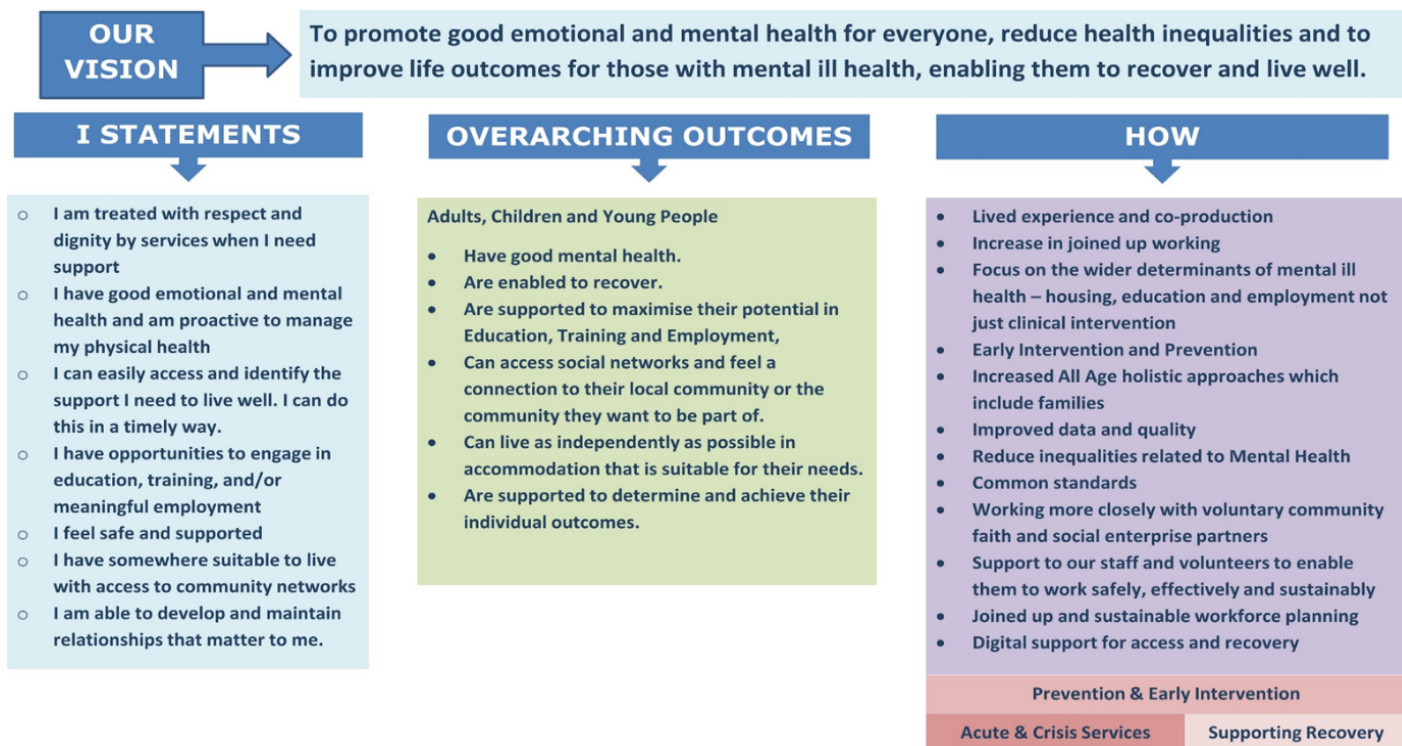 OUR
VISION
To promote good emotional and mental health for everyone, reduce health inequalities and to
improve life outcomes for those with mental ill health, enabling them to recover and live well.
I STATEMENTS
○ I am treated with respect and
dignity by services when I need
support
○ I have good emotional and mental
health and am proactive to manage
my physical health
○ I can easily access and identify the
support I need to live well. I can do
this in a timely way.
○ I have opportunities to engage in
education, training, and/or
meaningful employment
○ I feel safe and supported
○ I have somewhere suitable to live
with access to community networks
○ I am able to develop and maintain
relationships that matter to me.
OVERARCHING OUTCOMES
Adults, Children and Young People
• Have good mental health.
• Are enabled to recover.
• Are supported to maximise their potential in
Education, Training and Employment,
• Can access social networks and feel a
connection to their local community or the
community they want to be part of.
• Can live as independently as possible in
accommodation that is suitable for their needs.
• Are supported to determine and achieve their
individual outcomes.
HOW
• Lived experience and co-production
• Increase in joined up working
• Focus on the wider determinants of mental ill
health – housing, education and employment not
just clinical intervention
• Early Intervention and Prevention
• Increased All Age holistic approaches which
include families
• Improved data and quality
• Reduce inequalities related to Mental Health
• Common standards
• Working more closely with voluntary community
faith and social enterprise partners
• Support to our staff and volunteers to enable
them to work safely, effectively and sustainably
• Joined up and sustainable workforce planning
• Digital support for access and recovery
Prevention & Early Intervention
Acute & Crisis Services
Supporting Recovery